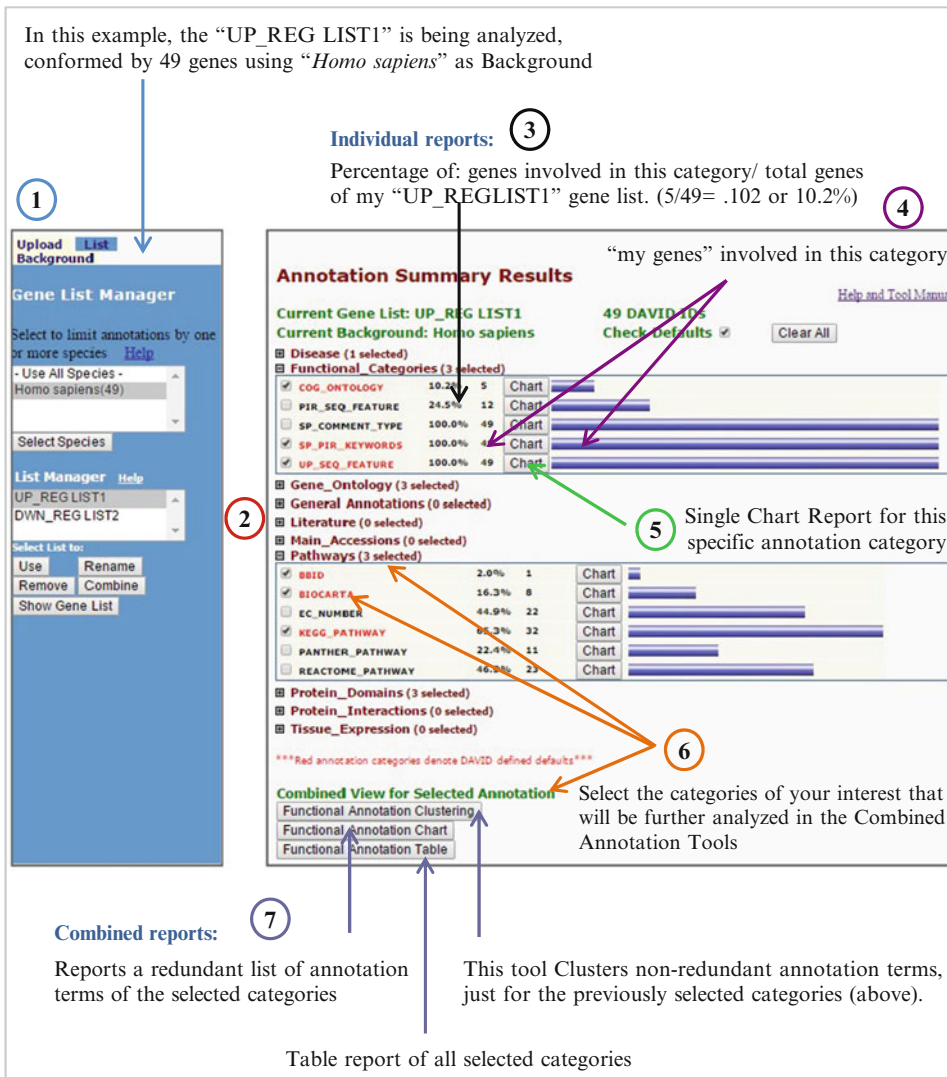 In this example, the “UP_REG LIST1” is being analyzed,
conformed by 49 genes using “Homo sapiens” as Background
Individual reports: 3
Percentage of: genes involved in this category/ total genes
of my “UP_REGLIST1” gene list. (5/49= .102 or 10.2%)
1
4
“my genes” involved in this category
Upload List
Background
Gene List Manager
Select to limit annotations by one
or more species Help
- Use All Species -
Homo sapiens(49)
Select Species
List Manager Help
UP_REG LIST1
DWN_REG LIST2
Select List to:
Use Rename
Remove Combine
Show Gene List
2
Annotation Summary Results
Help and Tool
Current Gene List: UP_REG LIST1 49 DAVID IDs
Current Background: Homo sapiens Check Defaults Clear All
Disease (1 selected)
Functional_Categories (3 selected)
COG_ONTOLOGY 10.2% 5 Chart
PIR_SEQ_FEATURE 24.5% 12 Chart
SP_COMMENT_TYPE 100.0% 49 Chart
SP_PIR_KEYWORDS 100.0% Chart
UP_SEQ_FEATURE 100.0% 49 Chart
Gene_Ontology (3 selected)
General Annotations (0 selected)
Literature (0 selected)
Main_Accessions (0 selected)
Pathways (3 selected)
5
Single Chart Report for this
specific annotation category
BBID 2.0% 1 Chart
BIOCARTA 16.3% 8 Chart
EC_NUMBER 44.9% 22 Chart
KEGG_PATHWAY 65.3% 32 Chart
PANTHER_PATHWAY 22.4% 11 Chart
REACTOME_PATHWAY 23 Chart
Protein_Domains (3 selected)
Protein_Interactions (0 selected)
Tissue_Expression (0 selected)
***Red annotation categories denote DAVID defined defaults***
6
Combined View for Selected Annotation
Functional Annotation Clustering
Functional Annotation Chart
Functional Annotation Table
Select the categories of your interest that
will be further analyzed in the Combined
Annotation Tools
Combined reports: 7
Reports a redundant list of annotation
terms of the selected categories
This tool Clusters non-redundant annotation terms,
just for the previously selected categories (above).
Table report of all selected categories